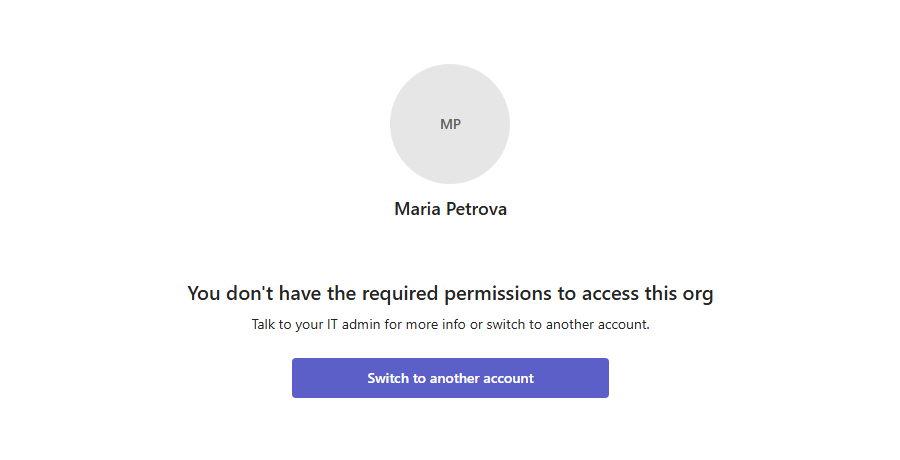 MP
Maria Petrova
You don't have the required permissions to access this org
Talk to your IT admin for more info or switch to another account.
Switch to another account